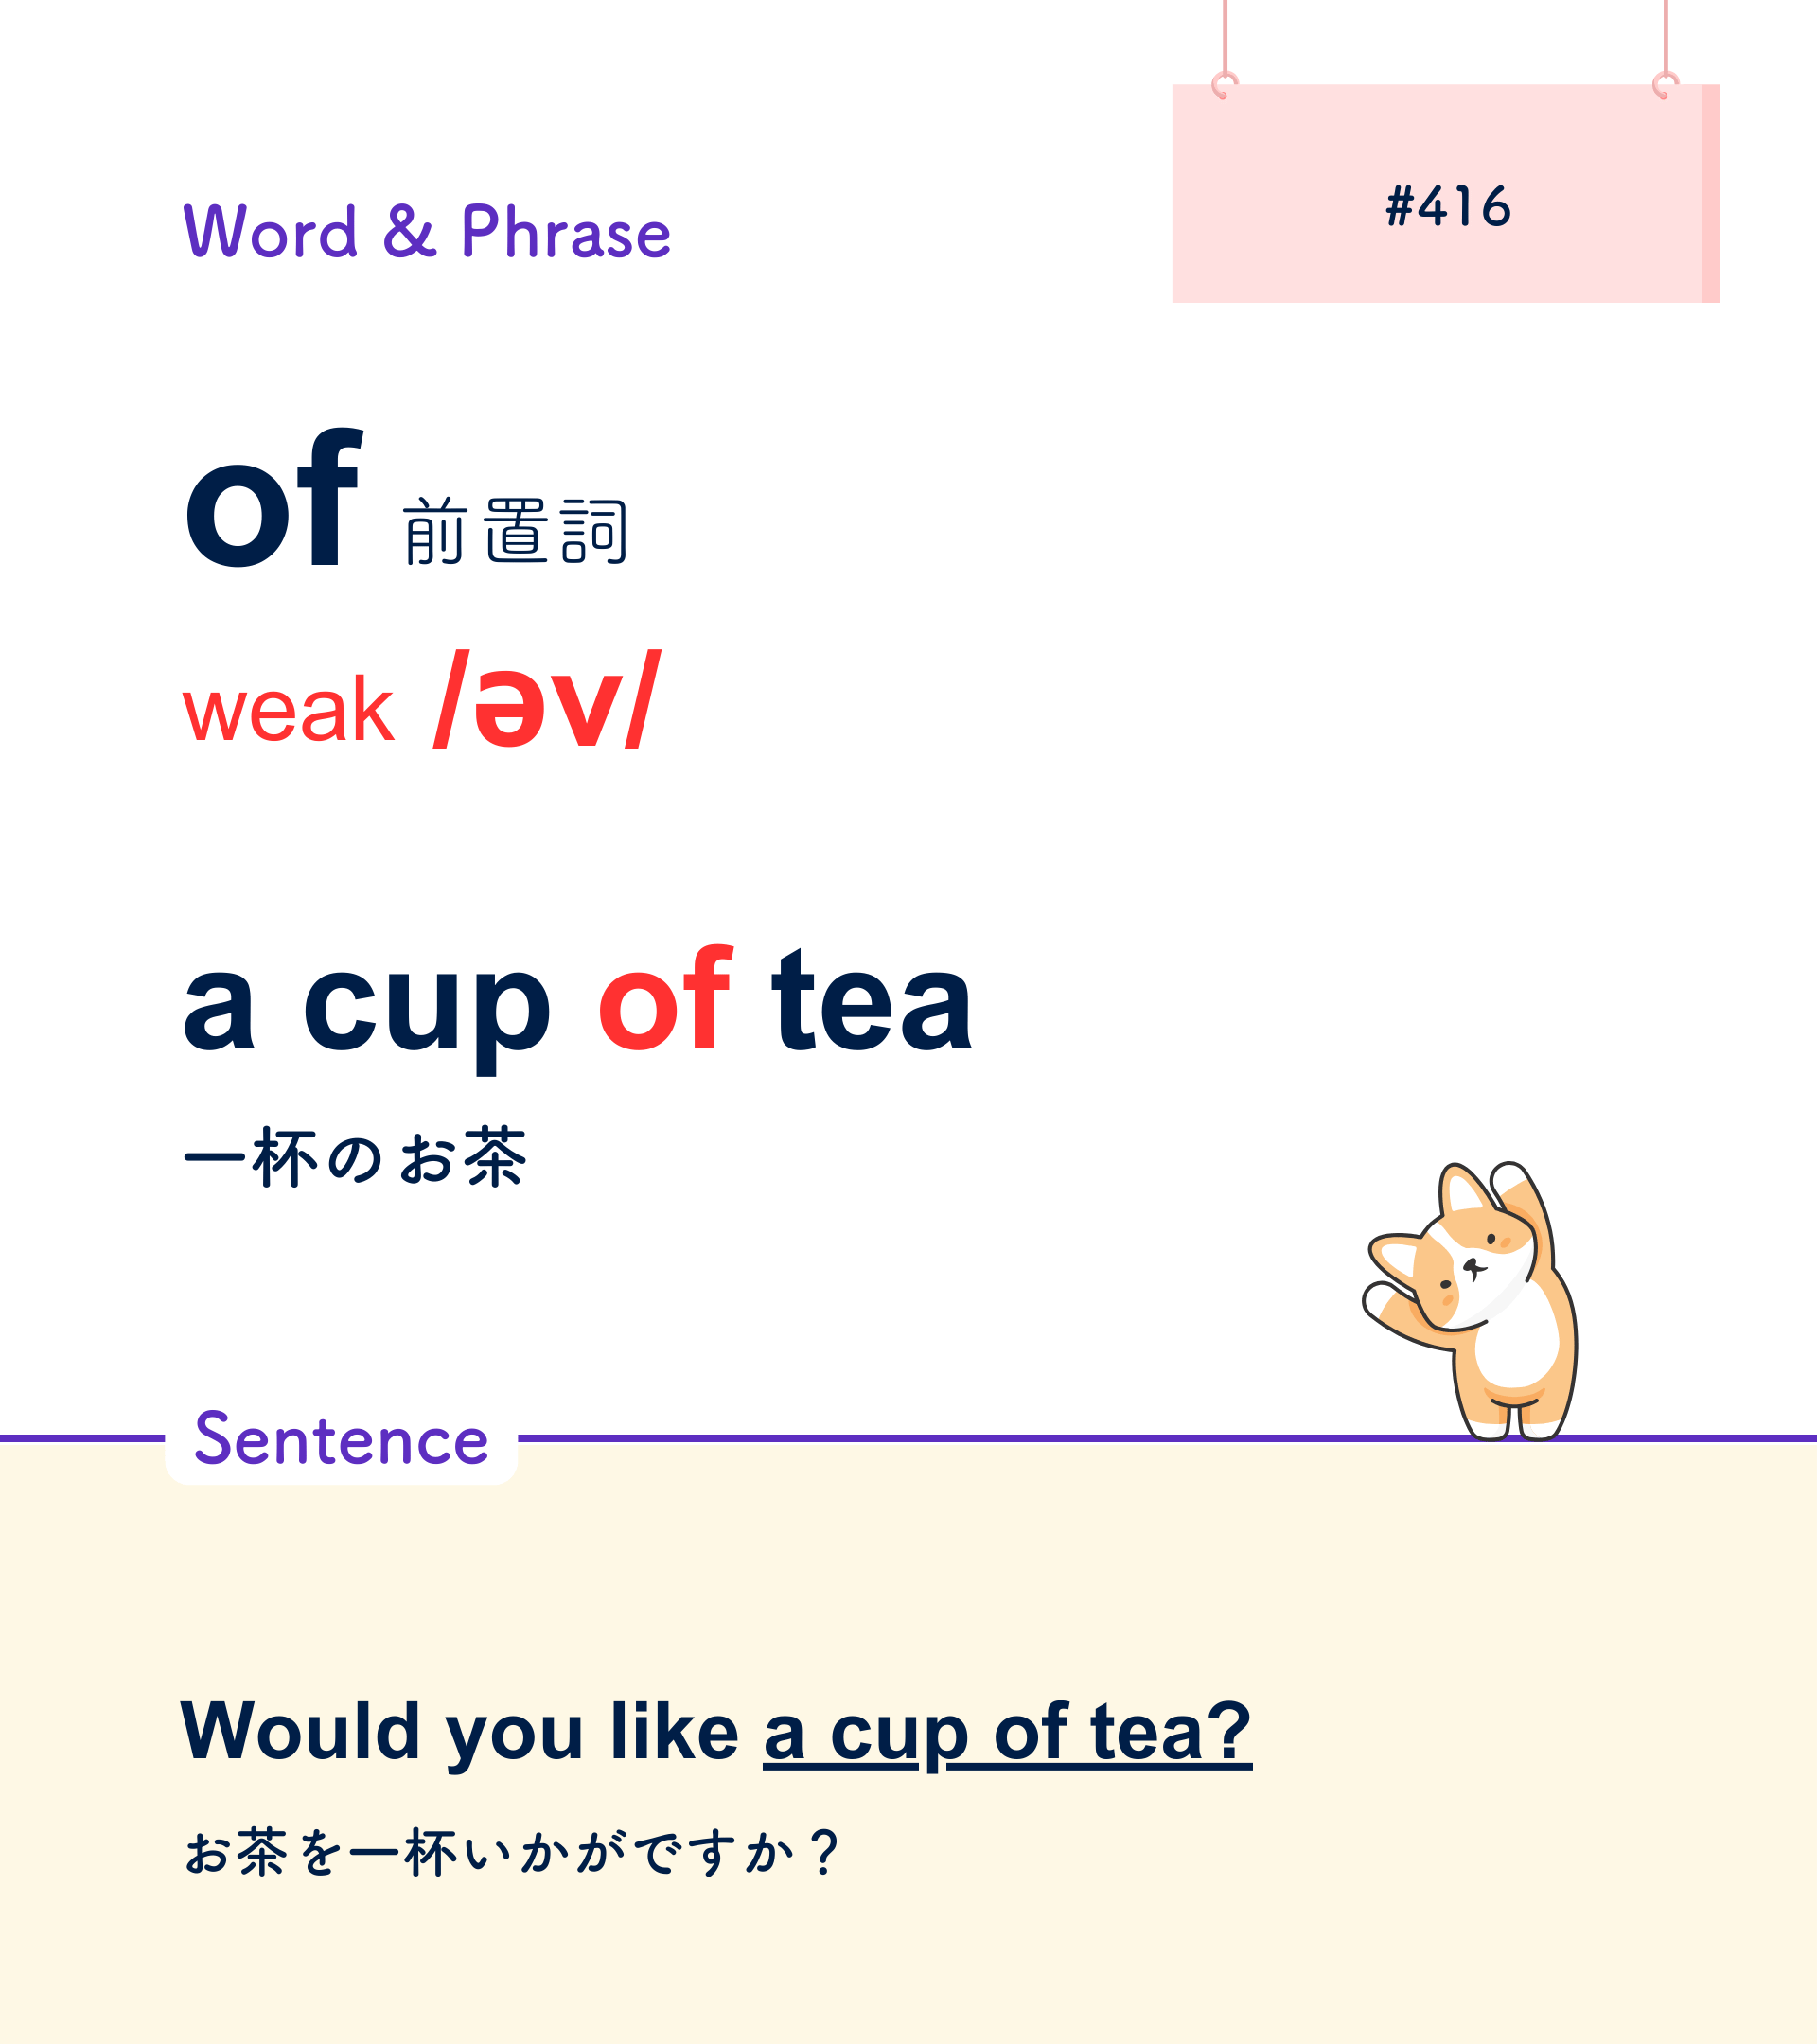 #416
Word & Phrase
of 前置詞
weak /əv/
a cup of tea
一杯のお茶
Sentence
Would you like a cup of tea?
お茶を一杯いかがですか？